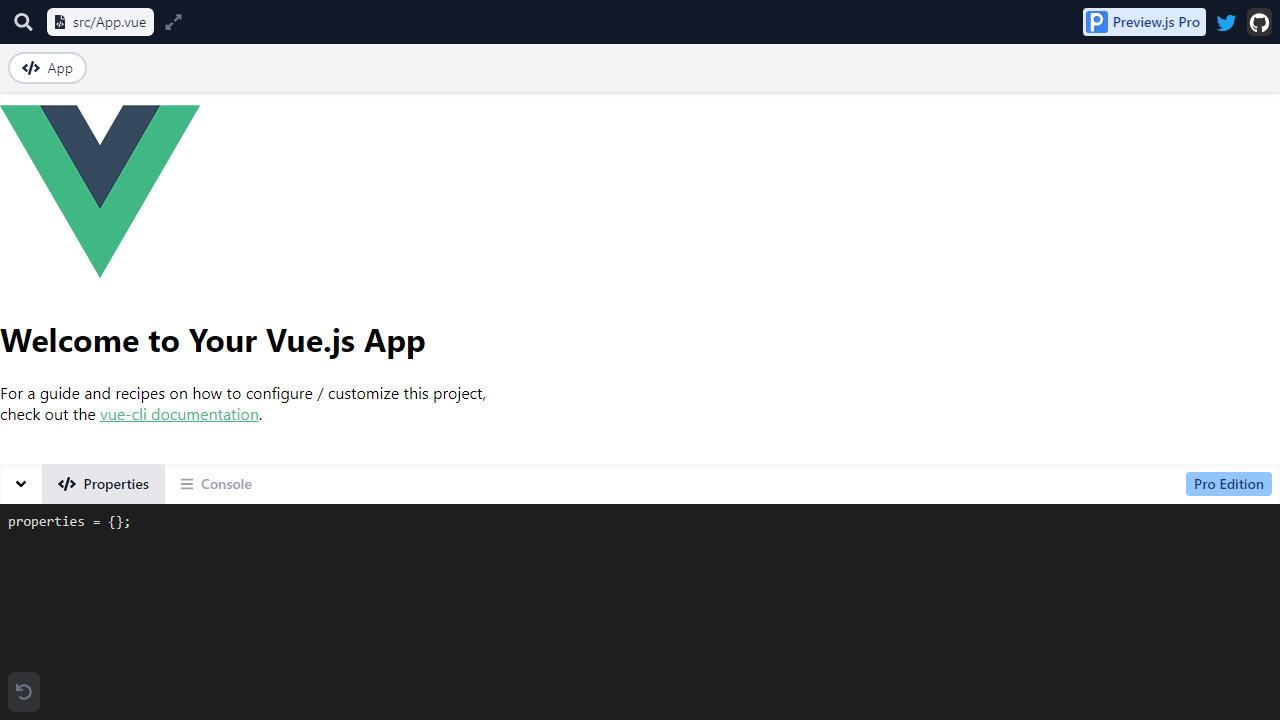 src/App.vue
Preview.js Pro
App
Welcome to Your Vue.js App
For a guide and recipes on how to configure / customize this project,
check out the vue-cli documentation.
Properties
Console
Pro Edition
properties = {};